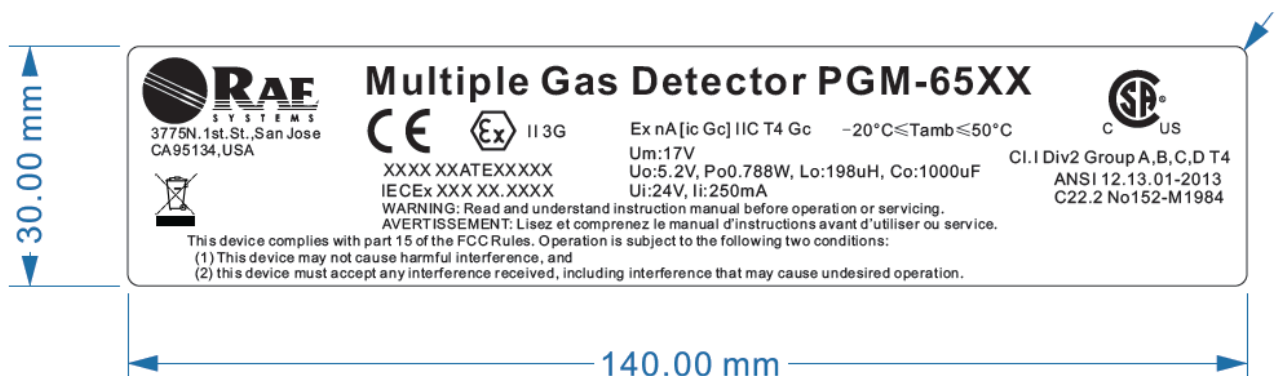 RAE
SYSTEMS
3775N.1st.St.,San Jose
CA95134,USA
Multiple Gas Detector PGM-65XX
CE Ex II 3G
XXXX XXATEXXXXX
IECEx XXX XX.XXXX
Ex nA [ic Gc] IIC T4 Gc -20°C≤Tamb≤50°C
Um:17V
Uo:5.2V, Po0.788W, Lo:198uH, Co:1000uF
Ui:24V, Ii:250mA
SA ®
C US
Cl.I Div2 Group A,B,C,D T4
ANSI 12.13.01-2013
C22.2 No152-M1984
WARNING: Read and understand instruction manual before operation or servicing.
AVERTISSEMENT: Lisez et comprenez le manual d'instructions avant d'utiliser ou service.
This device complies with part 15 of the FCC Rules. Operation is subject to the following two conditions:
(1) This device may not cause harmful interference, and
(2) this device must accept any interference received, including interference that may cause undesired operation.
30.00 mm
140.00 mm